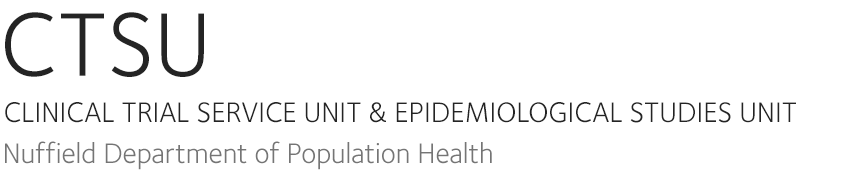 CTSU
CLINICAL TRIAL SERVICE UNIT & EPIDEMIOLOGICAL STUDIES UNIT
Nuffield Department of Population Health